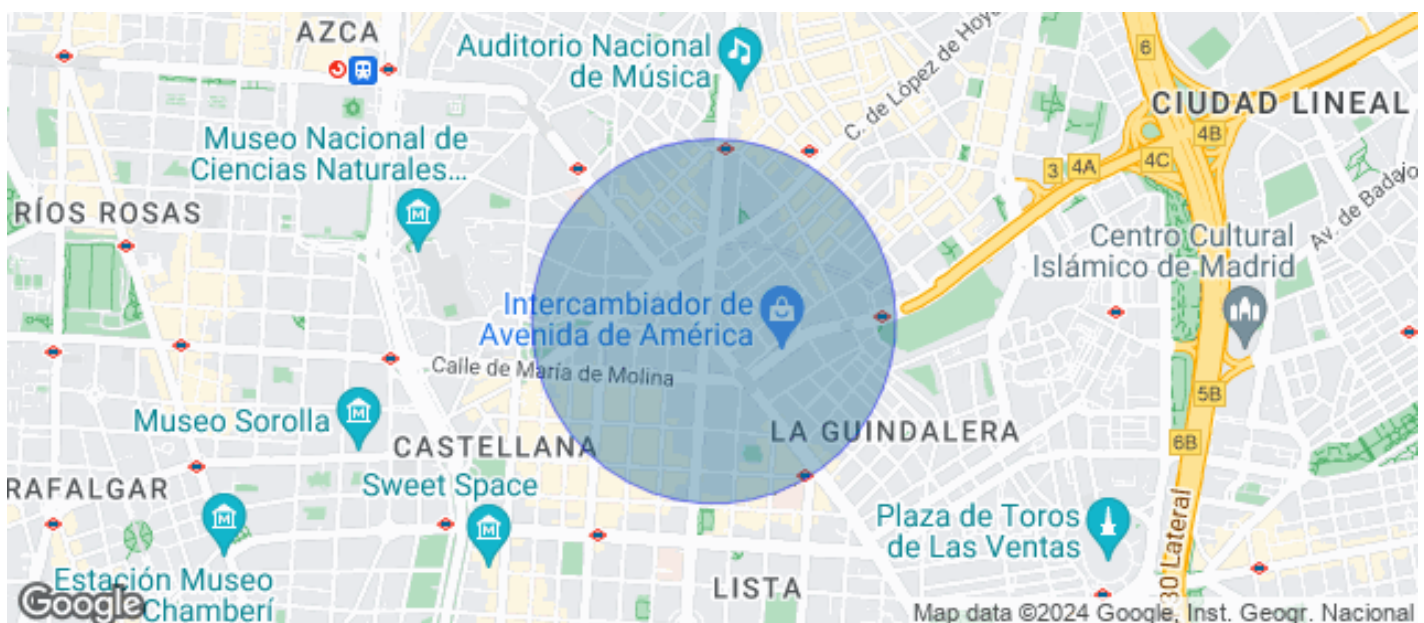 AZCA
Auditorio Nacional
de Música
C. de López de Hoyo
6
CIUDAD LINEAL
4B
4C
4A
3
Museo Nacional de
Ciencias Naturales...
RÍOS ROSAS
Av. de Badajo
Centro Cultural
Islámico de Madrid
Intercambiador de
Avenida de América
Calle de María de Molina
5B
Museo Sorolla
CASTELLANA
LA GUINDALERA
6B
RAFALGAR
Sweet Space
Plaza de Toros
de Las Ventas
30 Lateral
Estación Museo
Chamberí
LISTA
Google
Map data ©2024 Google, Inst. Geogr. Nacional